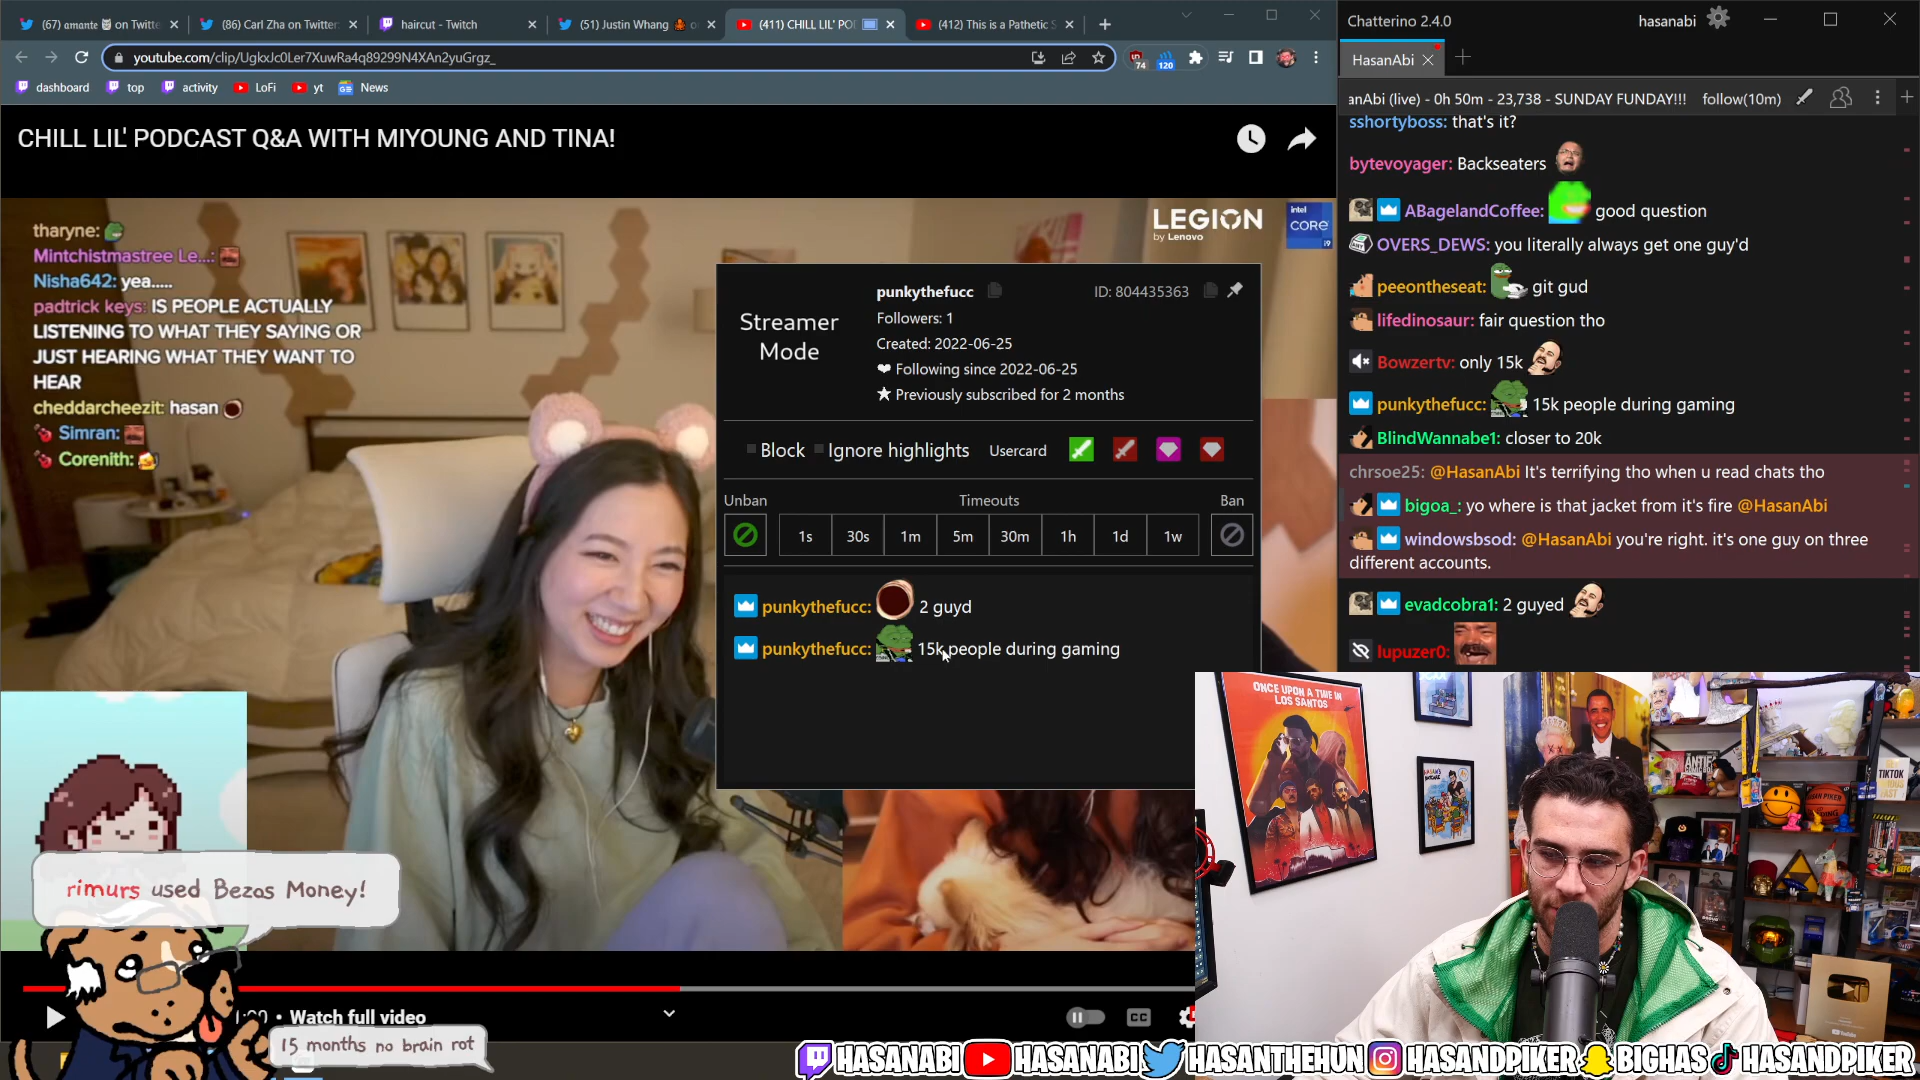 (67) amante on Twitte
(86) Carl Zha on Twitter
haircut - Twitch
(51) Justin Whang
(411) CHILL LIL' PO
(412) This is a Pathetic S
youtube.com/clip/UgkxJc0Ler7XuwRa4q89299N4XAn2yuGrgz_
74
120
dashboard
top
activity
LoFi
yt
News
CHILL LIL' PODCAST Q&A WITH MIYOUNG AND TINA!
tharyne:
Mintchistmastree Le...:
Nisha642: yea.....
padtrick keys: IS PEOPLE ACTUALLY
LISTENING TO WHAT THEY SAYING OR
JUST HEARING WHAT THEY WANT TO
HEAR
cheddarcheezit: hasan
Simran:
Corenith:
LEGION
by Lenovo
intel
CORE
i9
Streamer
Mode
punkythefucc
ID: 804435363
Followers: 1
Created: 2022-06-25
Following since 2022-06-25
Previously subscribed for 2 months
Block
Ignore highlights
Usercard
Unban
Timeouts
Ban
1s
30s
1m
5m
30m
1h
1d
1w
punkythefucc: 2 guyd
punkythefucc: 15k people during gaming
rimurs used Bezos Money!
15 months no brain rot
Watch full video
CC
Chatterino 2.4.0
hasanabi
HasanAbi
anAbi (live) - 0h 50m - 23,738 - SUNDAY FUNDAY!!!
follow(10m)
sshortyboss: that's it?
bytevoyager: Backseaters
ABagelandCoffee: good question
OVERS_DEWS: you literally always get one guy'd
peeontheseat: git gud
lifedinosaur: fair question tho
Bowzertv: only 15k
punkythefucc: 15k people during gaming
BlindWannabe1: closer to 20k
chrsoe25: @HasanAbi It's terrifying tho when u read chats tho
bigoa_: yo where is that jacket from it's fire @HasanAbi
windowsbsod: @HasanAbi you're right. it's one guy on three
different accounts.
evadcobra1: 2 guyed
lupuzer0:
ONCE UPON A TIME IN
LOS SANTOS
TIKTOK
HASANABI
HASANABI
HASANTHEHUN
HASANDPIKER
BIGHAS
HASANDPIKER